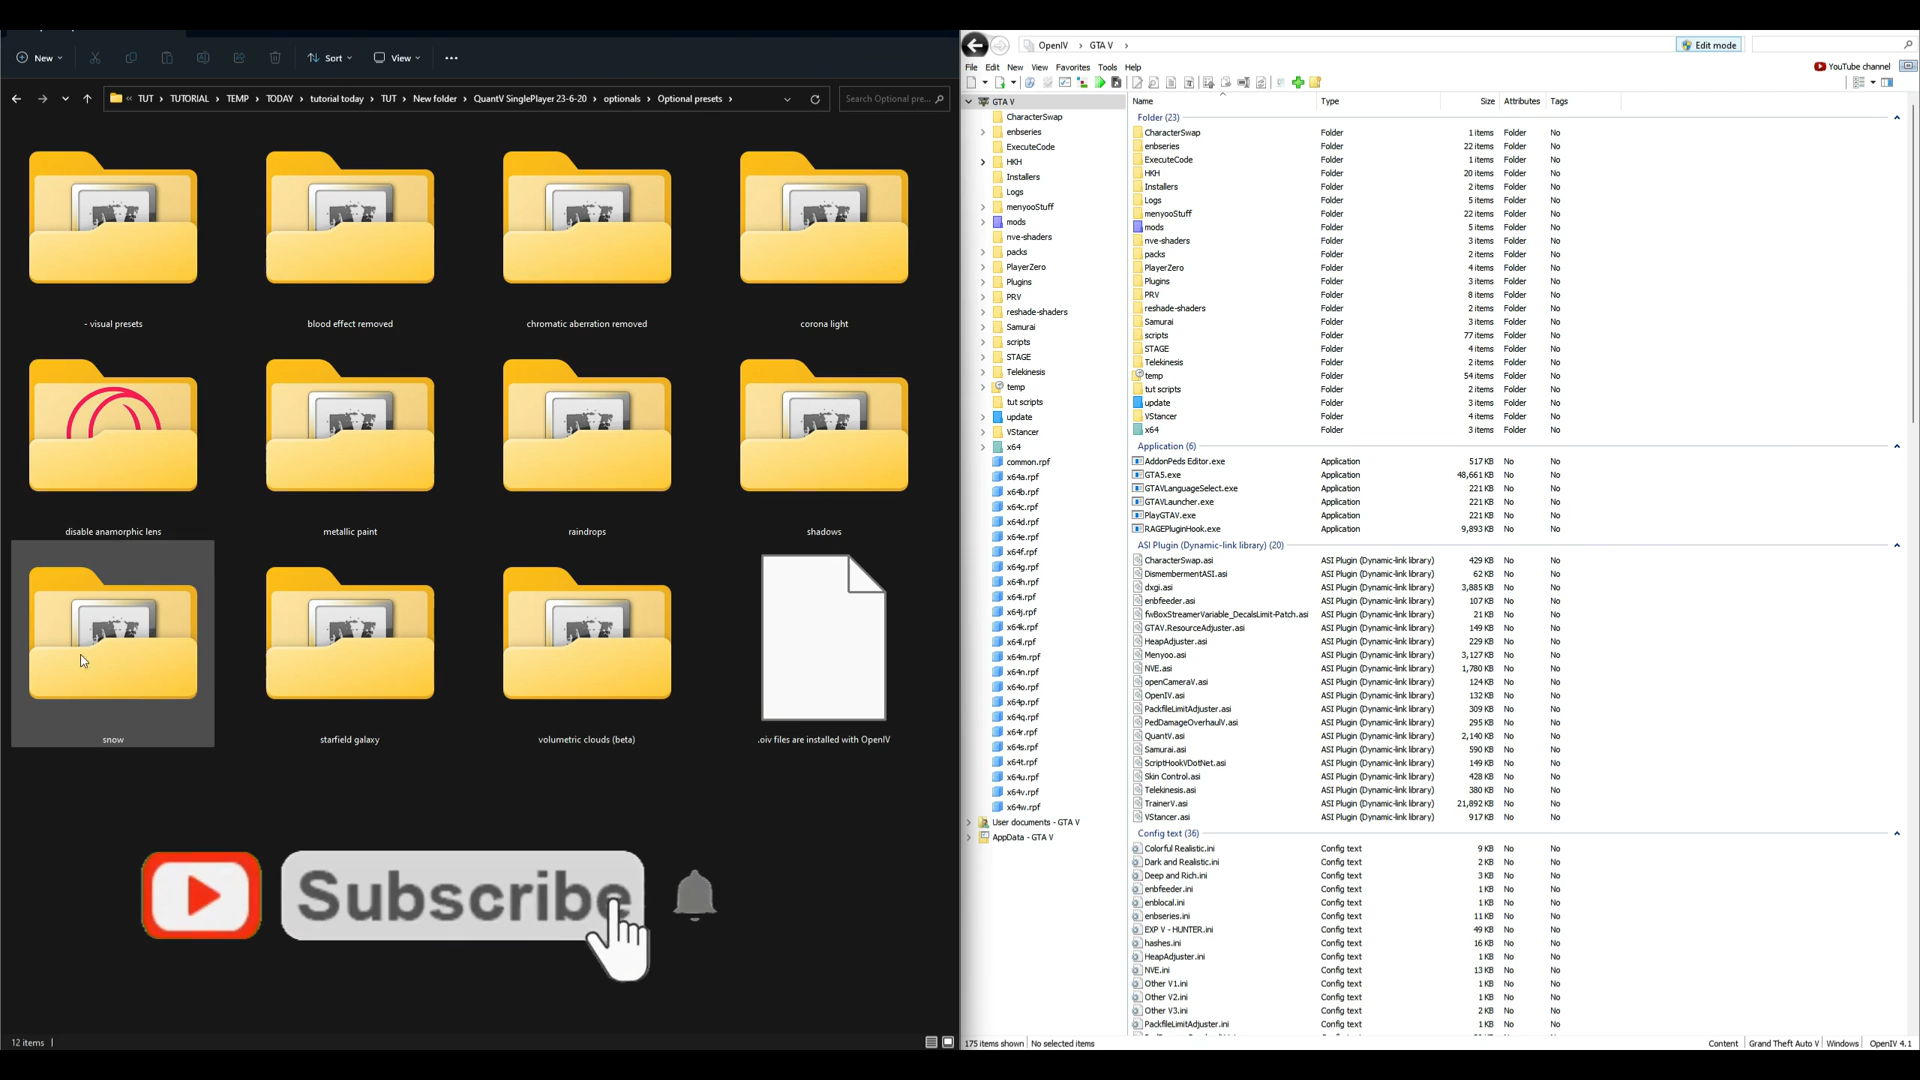 New
Sort
View
TUT > TUTORIAL > TEMP > TODAY > tutorial today > TUT > New folder > QuantV SinglePlayer 23-6-20 > optionals > Optional presets >
Search Optional pre...
- visual presets
blood effect removed
chromatic aberration removed
corona light
disable anamorphic lens
metallic paint
raindrops
shadows
snow
starfield galaxy
volumetric clouds (beta)
.oiv files are installed with OpenIV
Subscribe
12 items
OpenIV > GTA V >
Edit mode
File Edit New View Favorites Tools Help
YouTube channel
GTA V
CharacterSwap
enbseries
ExecuteCode
HKH
Installers
Logs
menyooStuff
mods
nve-shaders
packs
PlayerZero
Plugins
PRV
reshade-shaders
Samurai
scripts
STAGE
Telekinesis
temp
tut scripts
update
VStancer
x64
common.rpf
x64a.rpf
x64b.rpf
x64c.rpf
x64d.rpf
x64e.rpf
x64f.rpf
x64g.rpf
x64h.rpf
x64i.rpf
x64j.rpf
x64k.rpf
x64l.rpf
x64m.rpf
x64n.rpf
x64o.rpf
x64p.rpf
x64q.rpf
x64r.rpf
x64s.rpf
x64t.rpf
x64u.rpf
x64v.rpf
x64w.rpf
User documents - GTA V
AppData - GTA V
Name Type Size Attributes Tags
Folder (23)
CharacterSwap Folder 1 items Folder No
enbseries Folder 22 items Folder No
ExecuteCode Folder 1 items Folder No
HKH Folder 20 items Folder No
Installers Folder 2 items Folder No
Logs Folder 5 items Folder No
menyooStuff Folder 22 items Folder No
mods Folder 5 items Folder No
nve-shaders Folder 3 items Folder No
packs Folder 2 items Folder No
PlayerZero Folder 4 items Folder No
Plugins Folder 3 items Folder No
PRV Folder 8 items Folder No
reshade-shaders Folder 2 items Folder No
Samurai Folder 3 items Folder No
scripts Folder 77 items Folder No
STAGE Folder 4 items Folder No
Telekinesis Folder 2 items Folder No
temp Folder 54 items Folder No
tut scripts Folder 2 items Folder No
update Folder 3 items Folder No
VStancer Folder 4 items Folder No
x64 Folder 3 items Folder No
Application (6)
AddonPeds Editor.exe Application 517 KB No No
GTA5.exe Application 48,661 KB No No
GTAVLanguageSelect.exe Application 221 KB No No
GTAVLauncher.exe Application 221 KB No No
PlayGTAV.exe Application 221 KB No No
RAGEPluginHook.exe Application 9,893 KB No No
ASI Plugin (Dynamic-link library) (20)
CharacterSwap.asi ASI Plugin (Dynamic-link library) 429 KB No No
DismembermentASI.asi ASI Plugin (Dynamic-link library) 62 KB No No
dxgi.asi ASI Plugin (Dynamic-link library) 3,885 KB No No
enbfeeder.asi ASI Plugin (Dynamic-link library) 107 KB No No
fwBoxStreamerVariable_DecalsLimit-Patch.asi ASI Plugin (Dynamic-link library) 21 KB No No
GTAV.ResourceAdjuster.asi ASI Plugin (Dynamic-link library) 149 KB No No
HeapAdjuster.asi ASI Plugin (Dynamic-link library) 229 KB No No
Menyoo.asi ASI Plugin (Dynamic-link library) 3,127 KB No No
NVE.asi ASI Plugin (Dynamic-link library) 1,780 KB No No
openCameraV.asi ASI Plugin (Dynamic-link library) 124 KB No No
OpenIV.asi ASI Plugin (Dynamic-link library) 132 KB No No
PackfileLimitAdjuster.asi ASI Plugin (Dynamic-link library) 309 KB No No
PedDamageOverhaulV.asi ASI Plugin (Dynamic-link library) 295 KB No No
QuantV.asi ASI Plugin (Dynamic-link library) 2,140 KB No No
Samurai.asi ASI Plugin (Dynamic-link library) 590 KB No No
ScriptHookVDotNet.asi ASI Plugin (Dynamic-link library) 149 KB No No
Skin Control.asi ASI Plugin (Dynamic-link library) 428 KB No No
Telekinesis.asi ASI Plugin (Dynamic-link library) 380 KB No No
TrainerV.asi ASI Plugin (Dynamic-link library) 21,892 KB No No
VStancer.asi ASI Plugin (Dynamic-link library) 917 KB No No
Config text (36)
Colorful Realistic.ini Config text 9 KB No No
Dark and Realistic.ini Config text 2 KB No No
Deep and Rich.ini Config text 3 KB No No
enbfeeder.ini Config text 1 KB No No
enblocal.ini Config text 1 KB No No
enbseries.ini Config text 11 KB No No
EXP V - HUNTER.ini Config text 49 KB No No
hashes.ini Config text 16 KB No No
HeapAdjuster.ini Config text 1 KB No No
NVE.ini Config text 13 KB No No
Other V1.ini Config text 1 KB No No
Other V2.ini Config text 1 KB No No
Other V3.ini Config text 2 KB No No
PackfileLimitAdjuster.ini Config text 1 KB No No
175 items shown No selected items
Content Grand Theft Auto V Windows OpenIV 4.1